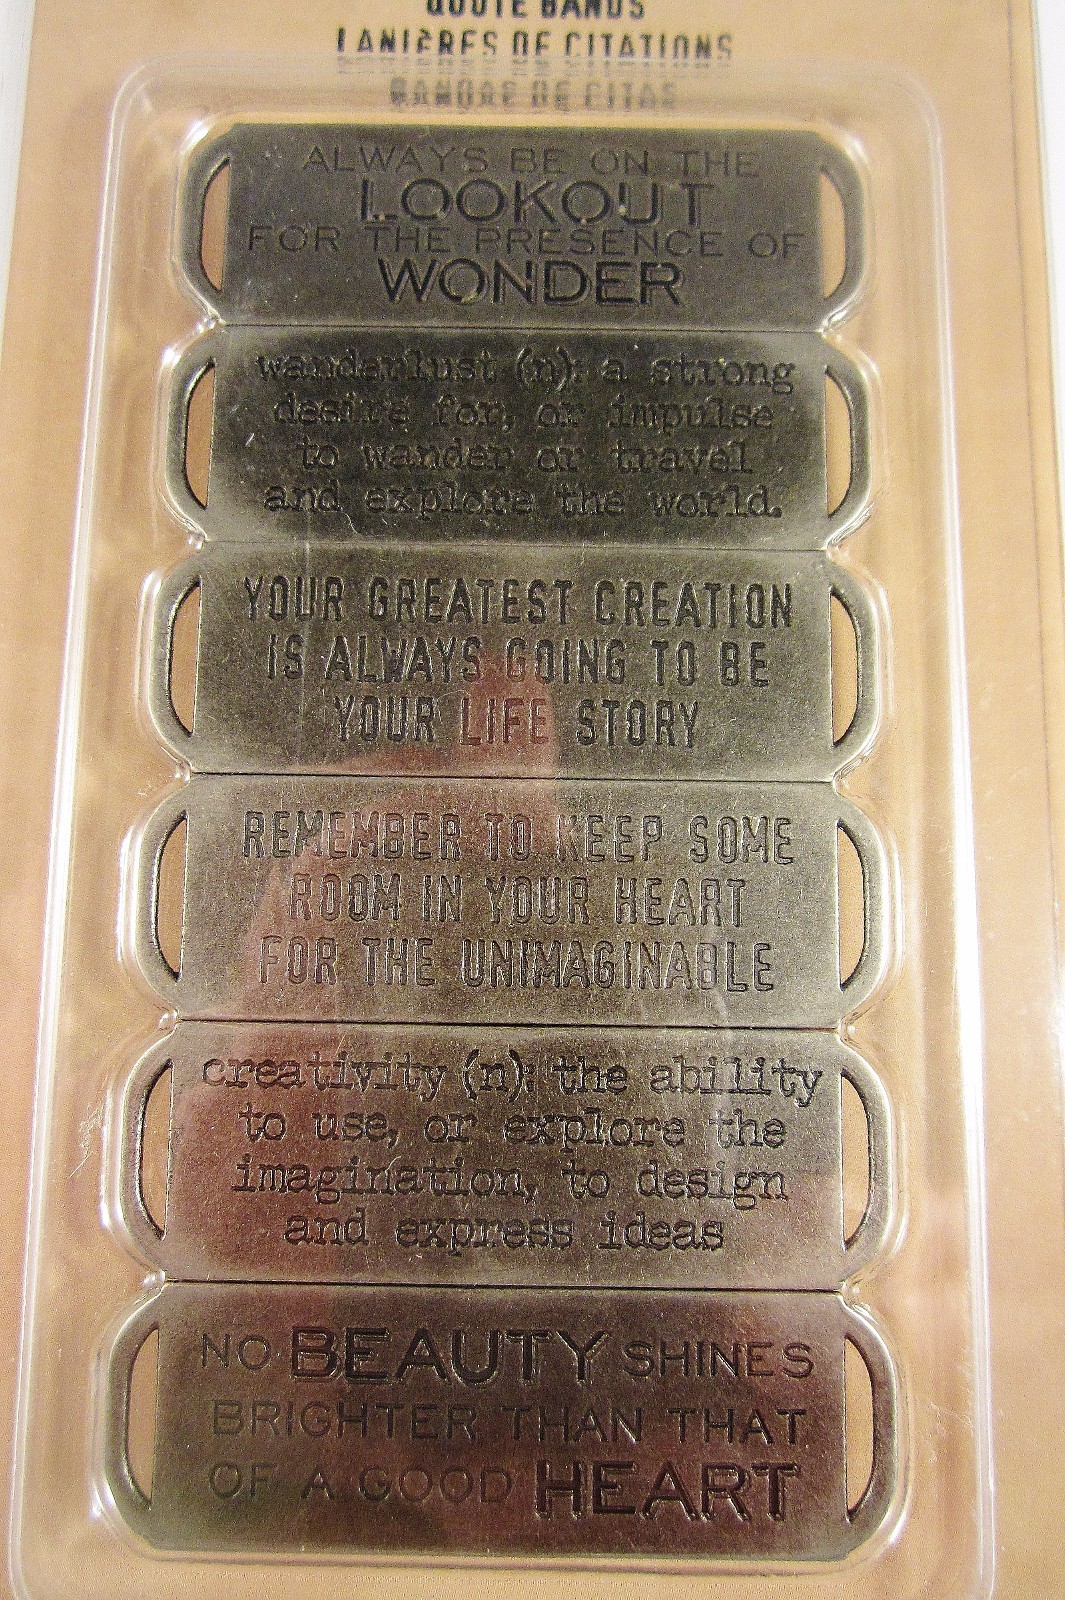 QUOTE BANDS
LANIÈRES DE CITATIONS
BANDAS DE CITAS
ALWAYS BE ON THE
LOOKOUT
FOR THE PRESENCE OF
WONDER
wanderlust (n): a strong
desire for, or impulse
to wander or travel
and explore the world.
YOUR GREATEST CREATION
IS ALWAYS GOING TO BE
YOUR LIFE STORY
REMEMBER TO KEEP SOME
ROOM IN YOUR HEART
FOR THE UNIMAGINABLE
creativity (n): the ability
to use, or explore the
imagination, to design
and express ideas
NO BEAUTY SHINES
BRIGHTER THAN THAT
OF A GOOD HEART